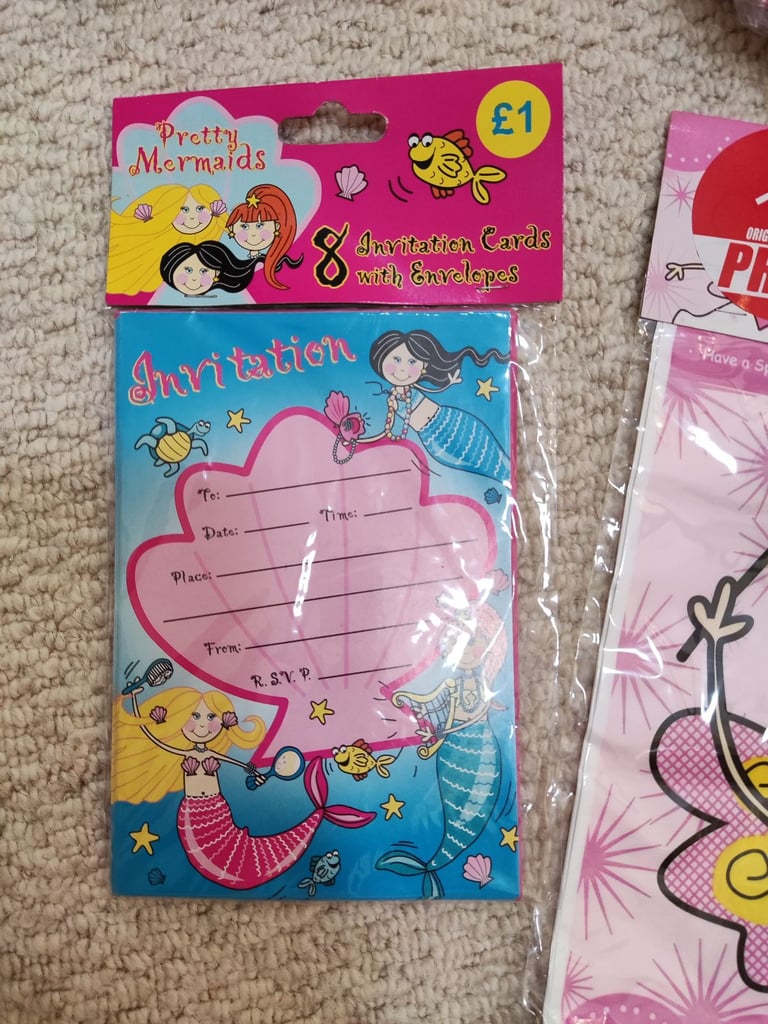 Pretty
Mermaids
£1
8 Invitation Cards
with Envelopes
Invitation
To:
Date: Time:
Place:
From:
R.S.V.P.
Have a